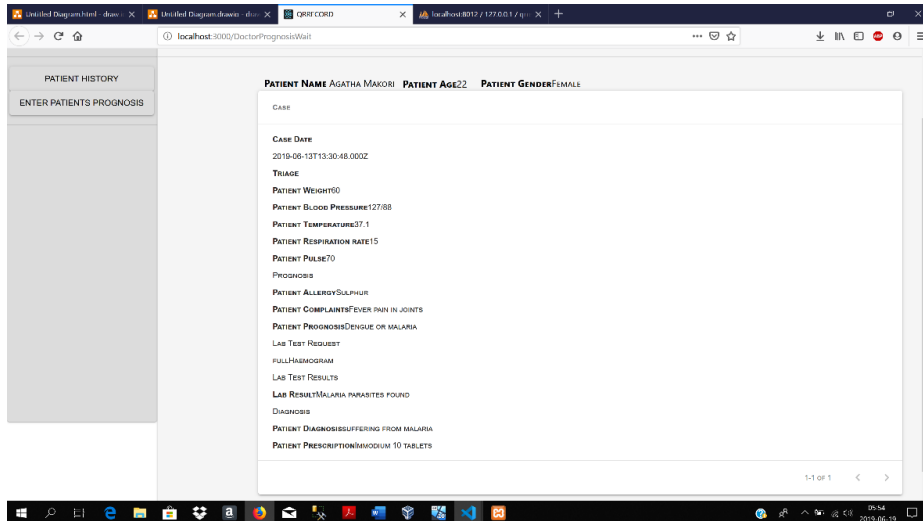 Untitled Diagram.html - draw.i
Untitled Diagram.drawio - draw
QRRECORD
localhost:8012 / 127.0.0.1 / qrr
localhost:3000/DoctorPrognosisWait
PATIENT HISTORY
ENTER PATIENTS PROGNOSIS
PATIENT NAME AGATHA MAKORI PATIENT AGE22 PATIENT GENDERFEMALE
CASE
CASE DATE
2019-06-13T13:30:48.000Z
TRIAGE
PATIENT WEIGHT60
PATIENT BLOOD PRESSURE127/88
PATIENT TEMPERATURE37.1
PATIENT RESPIRATION RATE15
PATIENT PULSE70
PROGNOSIS
PATIENT ALLERGYSULPHUR
PATIENT COMPLAINTSFEVER PAIN IN JOINTS
PATIENT PROGNOSISDENGUE OR MALARIA
LAB TEST REQUEST
FULLHAEMOGRAM
LAB TEST RESULTS
LAB RESULTMALARIA PARASITES FOUND
DIAGNOSIS
PATIENT DIAGNOSISSUFFERING FROM MALARIA
PATIENT PRESCRIPTIONIMMODIUM 10 TABLETS
1-1 OF 1
05:54
2019-06-19